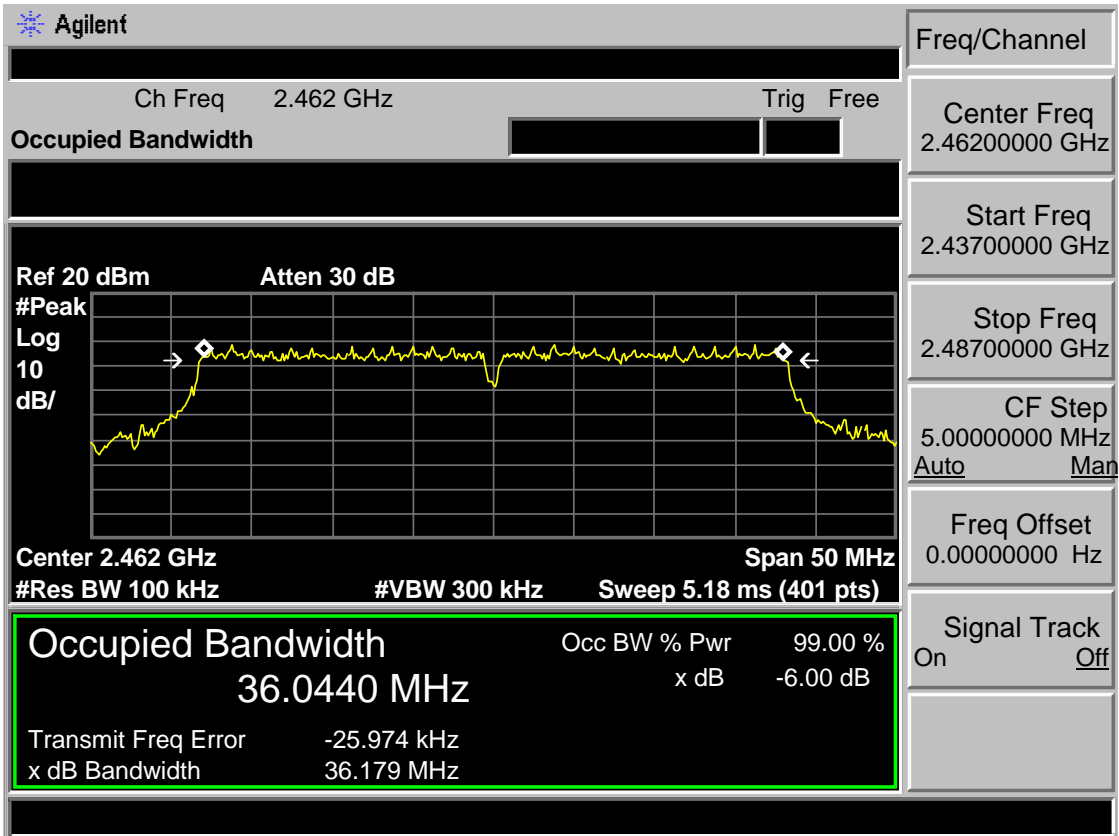 Agilent
Freq/Channel
Ch Freq 2.462 GHz Trig Free
Occupied Bandwidth
Center Freq
2.46200000 GHz
Start Freq
2.43700000 GHz
Stop Freq
2.48700000 GHz
CF Step
5.00000000 MHz
Auto Man
Freq Offset
0.00000000 Hz
Signal Track
On Off
Ref 20 dBm Atten 30 dB
#Peak
Log
10
dB/
Center 2.462 GHz Span 50 MHz
#Res BW 100 kHz #VBW 300 kHz Sweep 5.18 ms (401 pts)
Occupied Bandwidth Occ BW % Pwr 99.00 %
36.0440 MHz x dB -6.00 dB
Transmit Freq Error -25.974 kHz
x dB Bandwidth 36.179 MHz